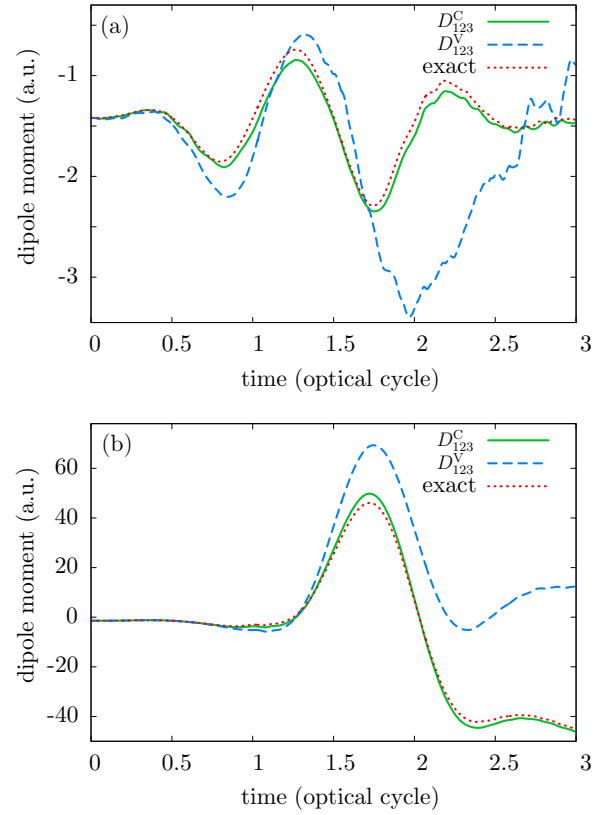 (a)
D^C_123
D^V_123
exact
-1
-2
-3
dipole moment (a.u.)
0 0.5 1 1.5 2 2.5 3
time (optical cycle)
(b)
D^C_123
D^V_123
exact
60
40
20
0
-20
-40
dipole moment (a.u.)
0 0.5 1 1.5 2 2.5 3
time (optical cycle)